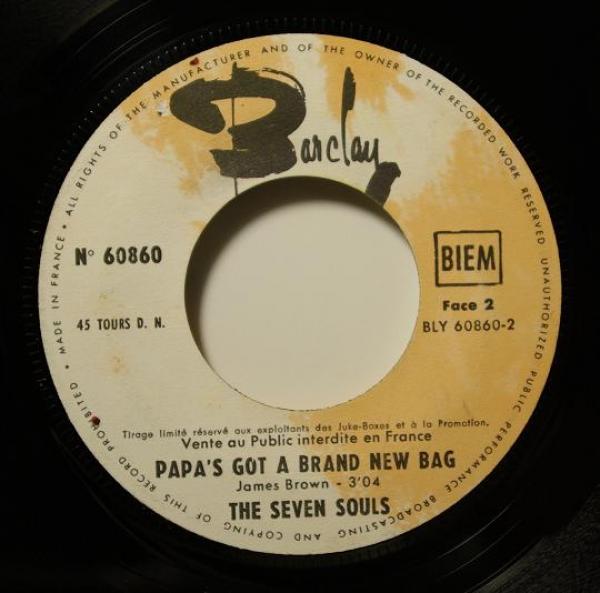 MADE IN FRANCE • ALL RIGHTS OF THE MANUFACTURER AND OF THE OWNER OF THE RECORDED WORK RESERVED UNAUTHORIZED PUBLIC PERFORMANCE BROADCASTING AND COPYING OF THIS RECORD PROHIBITED •
Barclay
N° 60860
BIEM
Face 2
45 TOURS D. N.
BLY 60860-2
Tirage limité réservé aux exploitants des Juke-Boxes et à la Promotion.
Vente au Public interdite en France
PAPA'S GOT A BRAND NEW BAG
James Brown - 3'04
THE SEVEN SOULS